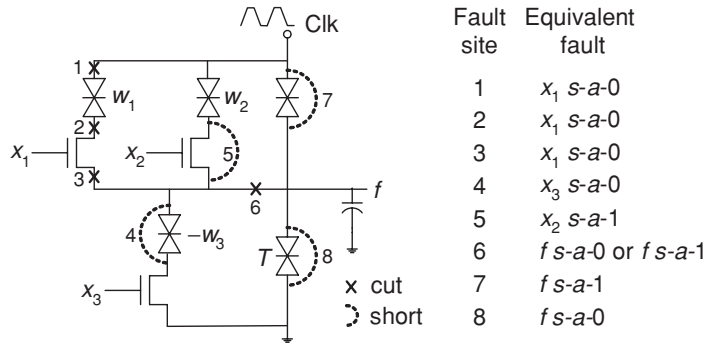 Clk
1
w₁
w₂
7
2
x₁
x₂
5
3
6
f
4
−w₃
T
8
x₃
× cut
short
Fault site Equivalent fault
1 x₁ s-a-0
2 x₁ s-a-0
3 x₁ s-a-0
4 x₃ s-a-0
5 x₂ s-a-1
6 f s-a-0 or f s-a-1
7 f s-a-1
8 f s-a-0